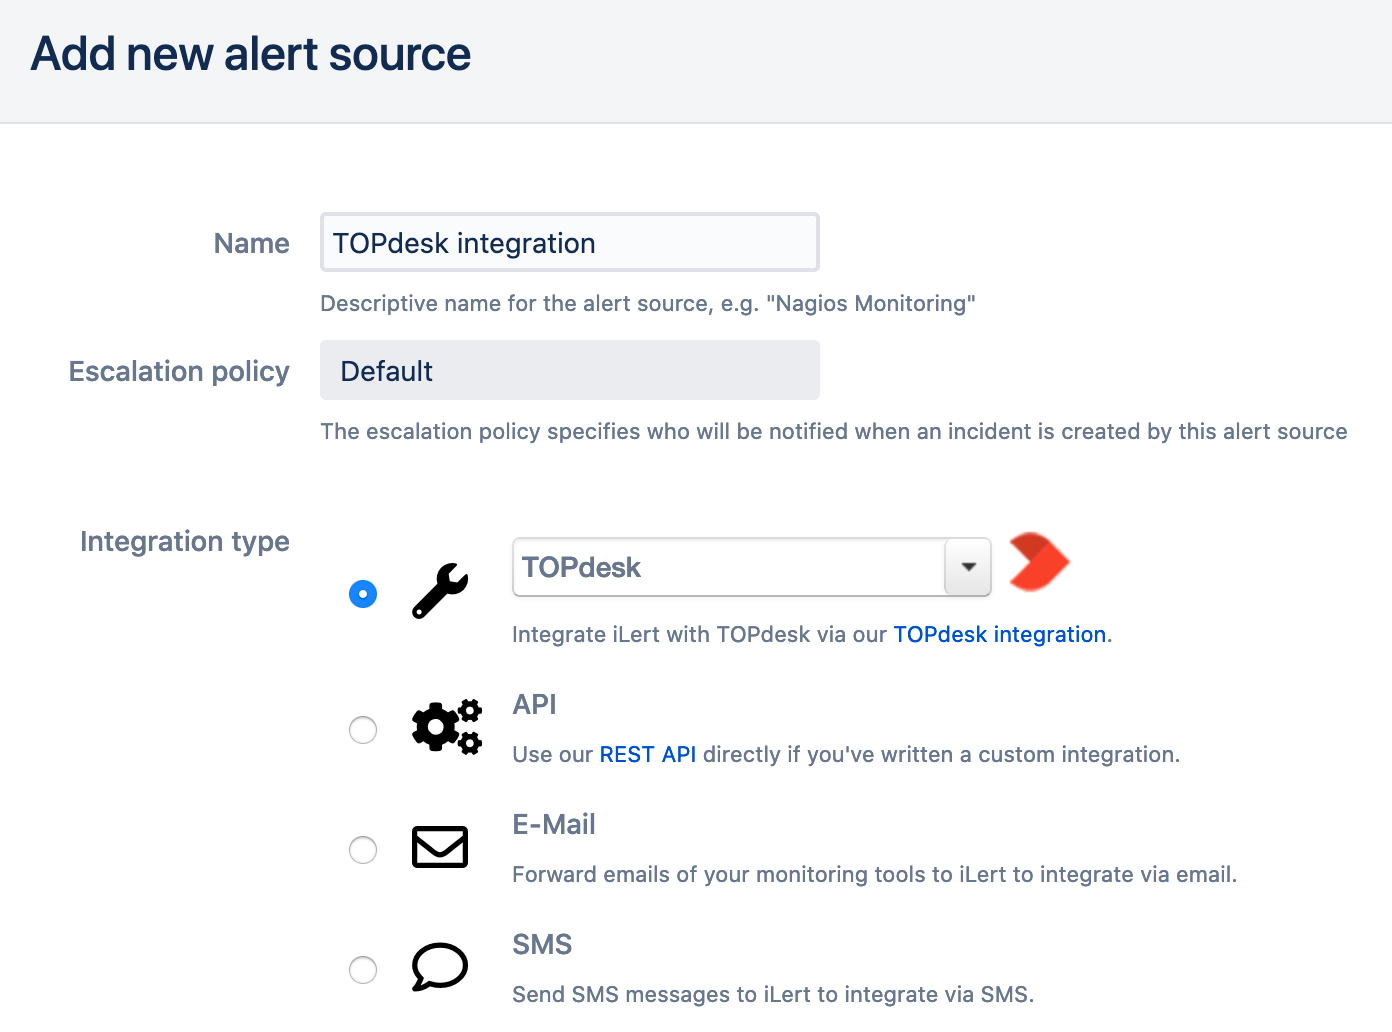 Add new alert source
Name
TOPdesk integration
Descriptive name for the alert source, e.g. "Nagios Monitoring"
Escalation policy
Default
The escalation policy specifies who will be notified when an incident is created by this alert source
Integration type
TOPdesk
Integrate iLert with TOPdesk via our TOPdesk integration.
API
Use our REST API directly if you've written a custom integration.
E-Mail
Forward emails of your monitoring tools to iLert to integrate via email.
SMS
Send SMS messages to iLert to integrate via SMS.